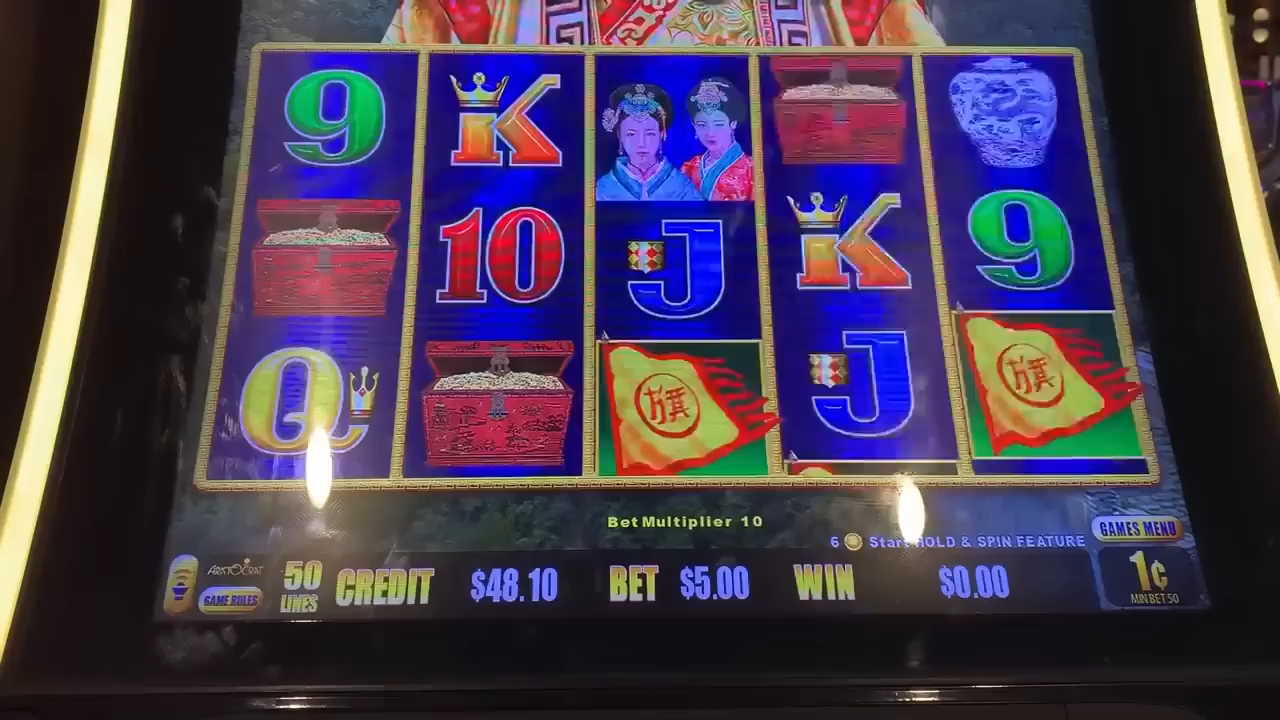 9 K
10 J K 9
Q 旗 J 旗
Bet Multiplier 10
6 Start HOLD & SPIN FEATURE
GAMES MENU
ARISTOCRAT
GAME RULES
50
LINES
CREDIT $48.10 BET $5.00 WIN $0.00
1¢
MIN BET 50